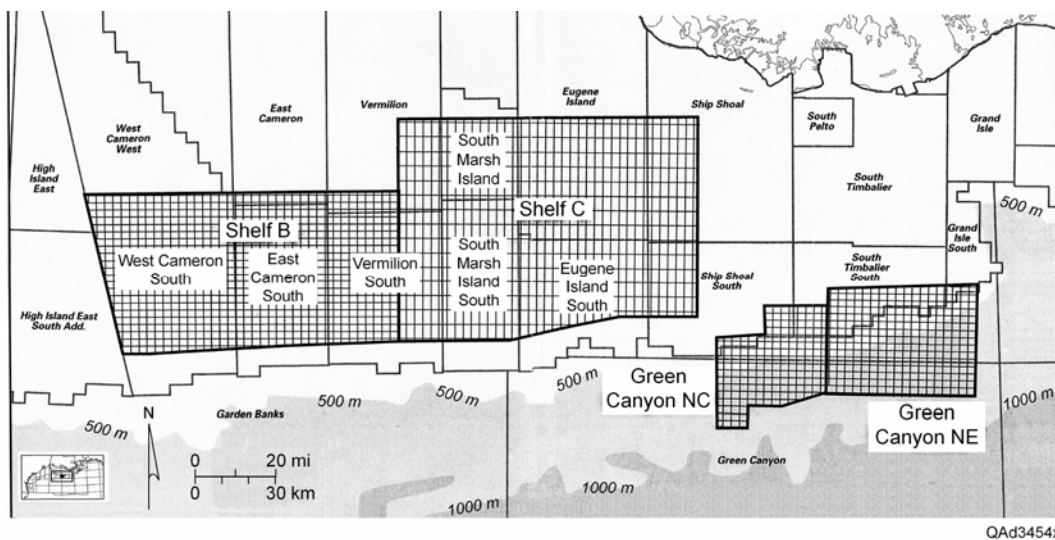 West
Cameron
West
East
Cameron
Vermilion
Eugene
Island
Ship Shoal
South
Pelto
Grand
Isle
High
Island
East
South
Marsh
Island
South
Timbalier
500 m
Shelf B
Shelf C
Grand
Isle
South
West Cameron
South
East
Cameron
South
Vermilion
South
South
Marsh
Island
South
Eugene
Island
South
Ship Shoal
South
South
Timbalier
South
High Island East
South Add.
500 m
500 m
500 m
500 m
Green
Canyon NC
1000 m
Garden Banks
N
Green
Canyon NE
0 20 mi
0 30 km
Green Canyon
1000 m
1000 m
QAd3454x